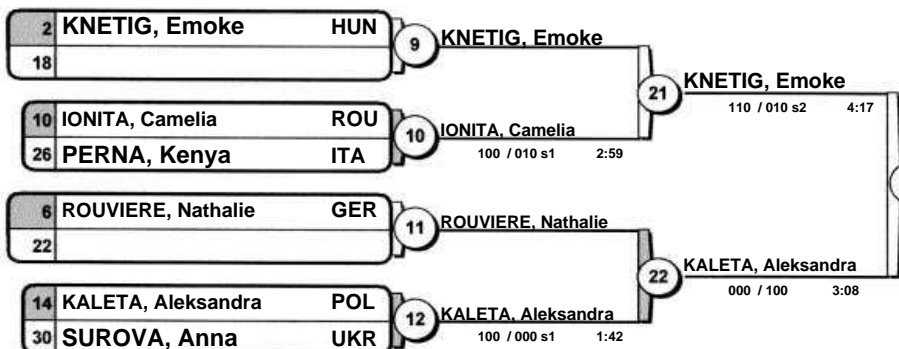 2 KNETIG, Emoke HUN
18
9
KNETIG, Emoke
10 IONITA, Camelia ROU
26 PERNA, Kenya ITA
10
IONITA, Camelia
100 / 010 s1 2:59
21
KNETIG, Emoke
110 / 010 s2 4:17
6 ROUVIERE, Nathalie GER
22
11
ROUVIERE, Nathalie
14 KALETA, Aleksandra POL
30 SUROVA, Anna UKR
12
KALETA, Aleksandra
100 / 000 s1 1:42
22
KALETA, Aleksandra
000 / 100 3:08